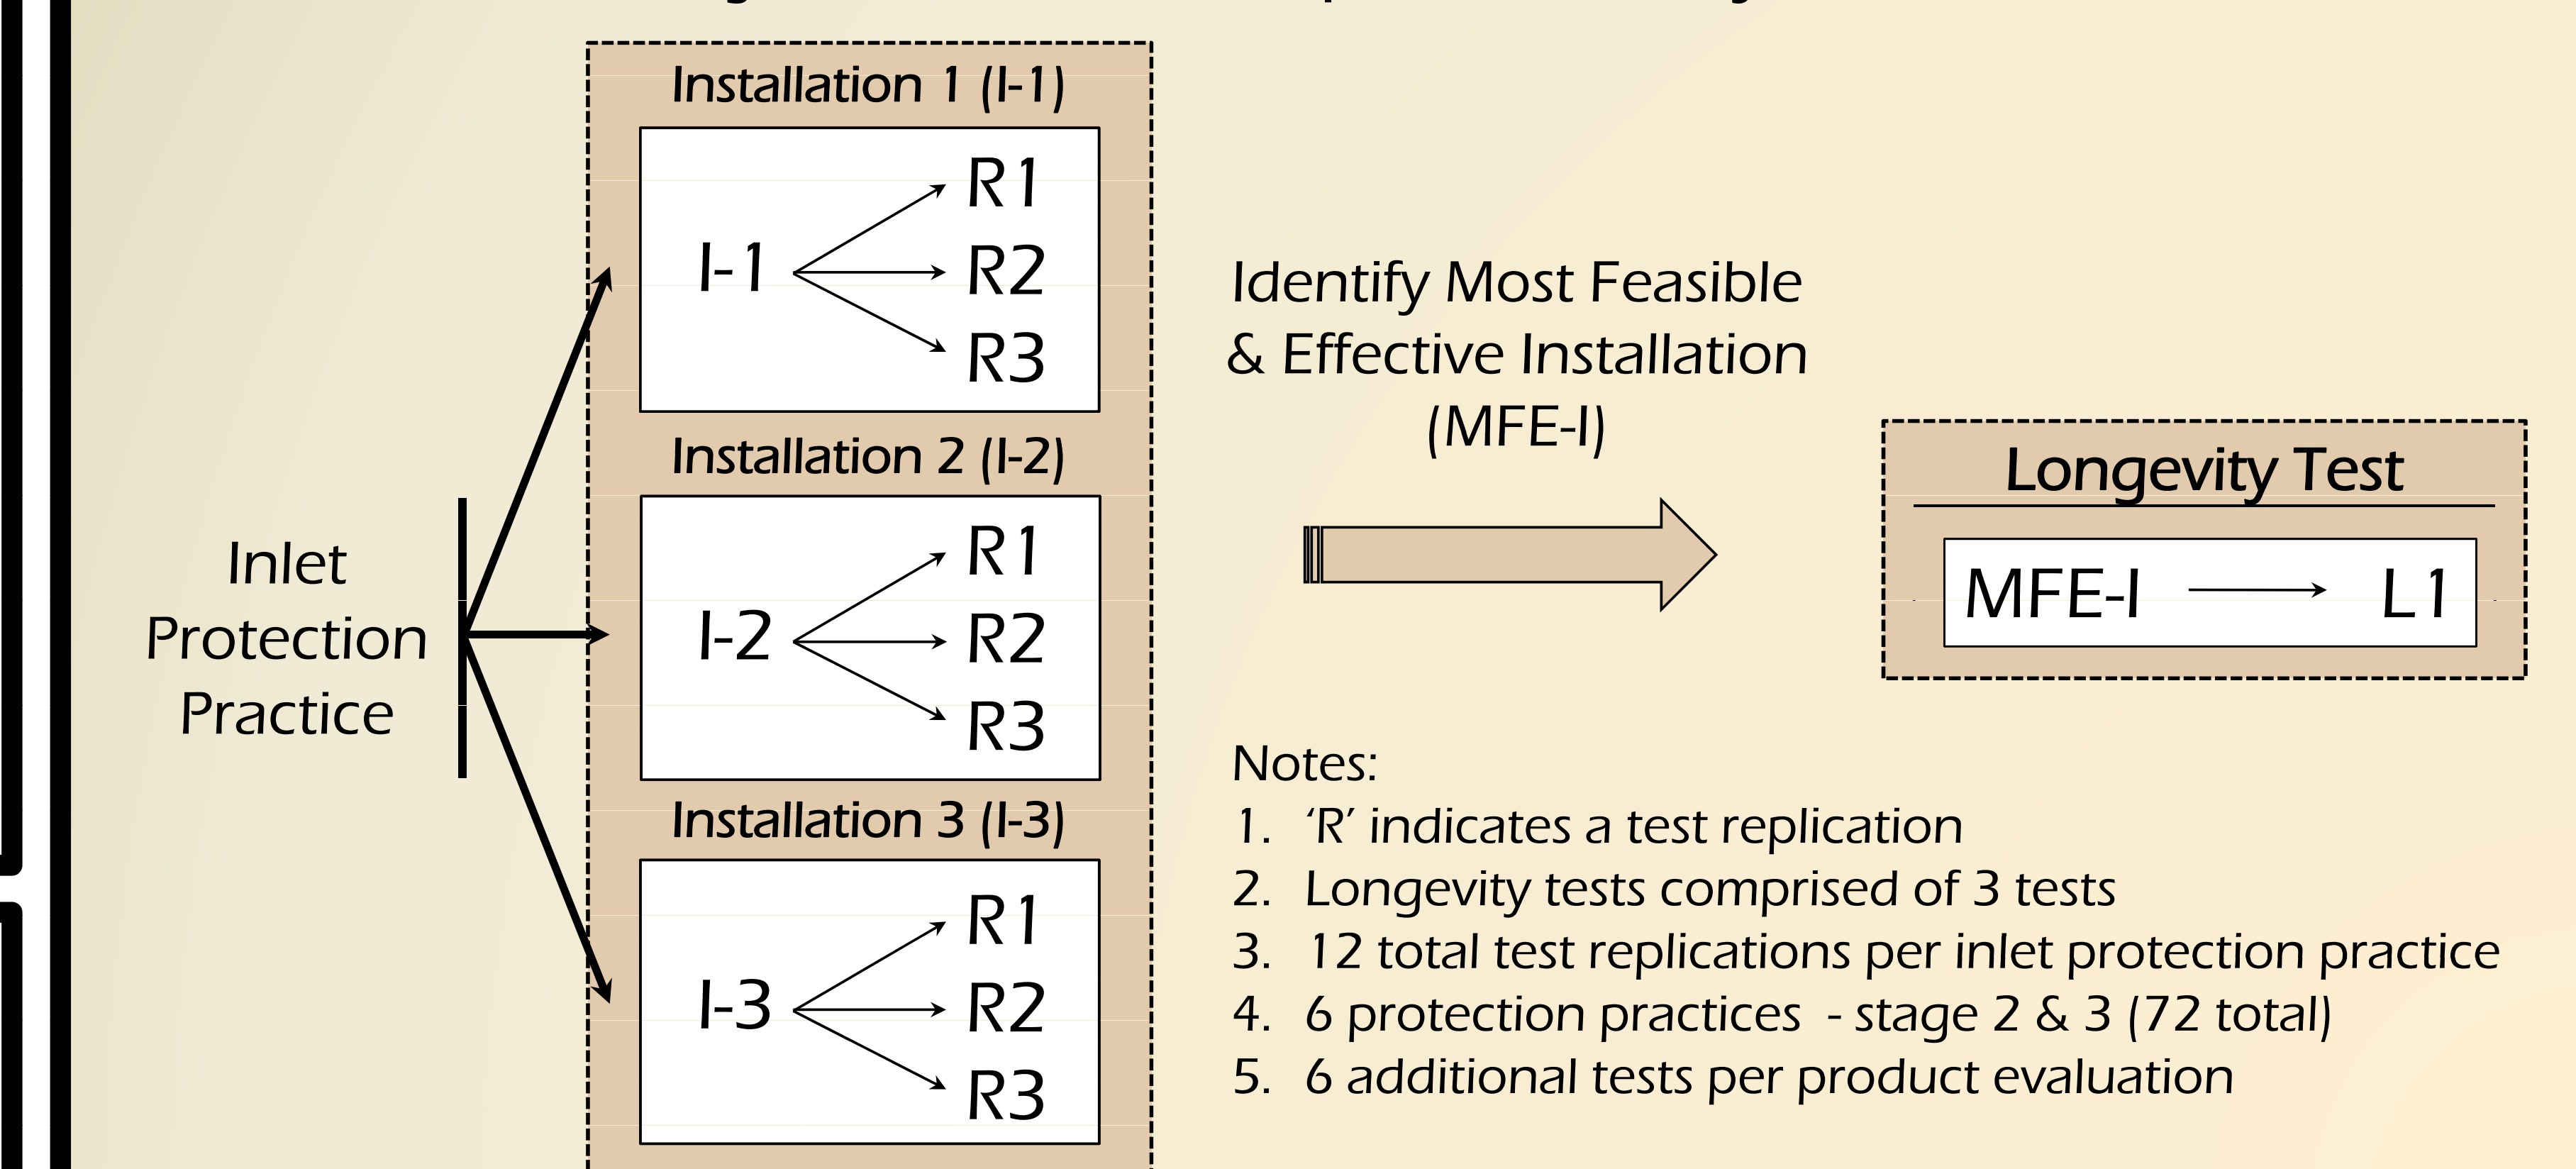 Installation 1 (I-1)
I-1
R1
R2
R3
Installation 2 (I-2)
I-2
R1
R2
R3
Installation 3 (I-3)
I-3
R1
R2
R3
Inlet
Protection
Practice
Identify Most Feasible
& Effective Installation
(MFE-I)
Longevity Test
MFE-I L1
Notes:
1. ‘R’ indicates a test replication
2. Longevity tests comprised of 3 tests
3. 12 total test replications per inlet protection practice
4. 6 protection practices - stage 2 & 3 (72 total)
5. 6 additional tests per product evaluation